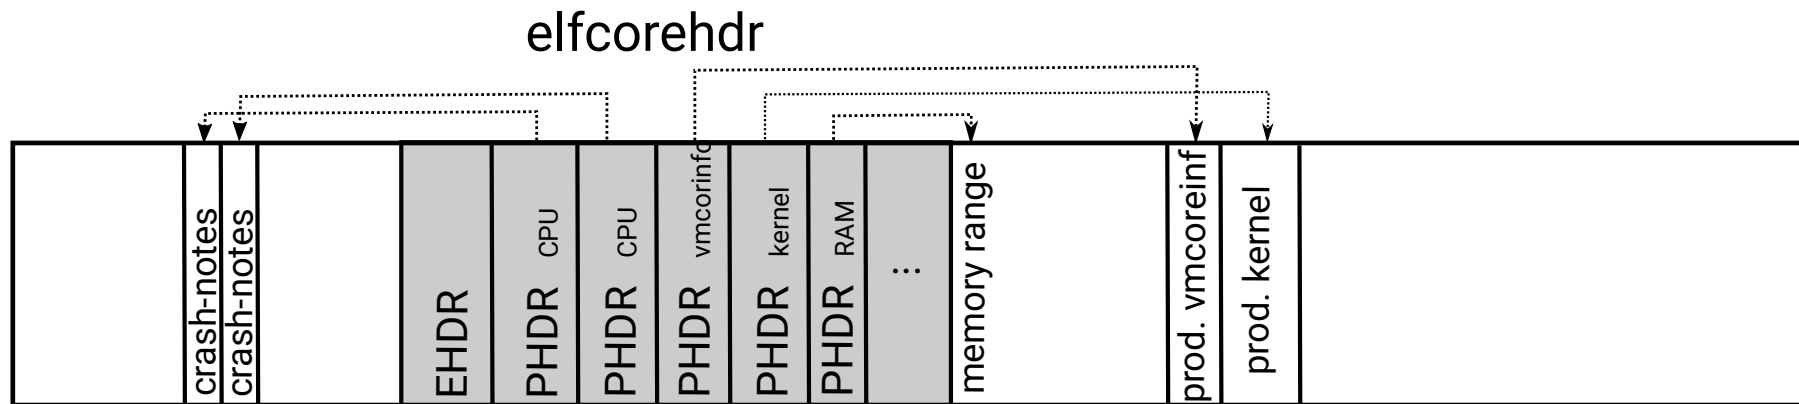 elfcorehdr
crash-notes
crash-notes
EHDR
PHDR CPU
PHDR CPU
PHDR vmcorinfo
PHDR kernel
PHDR RAM
...
memory range
prod. vmcoreinf
prod. kernel